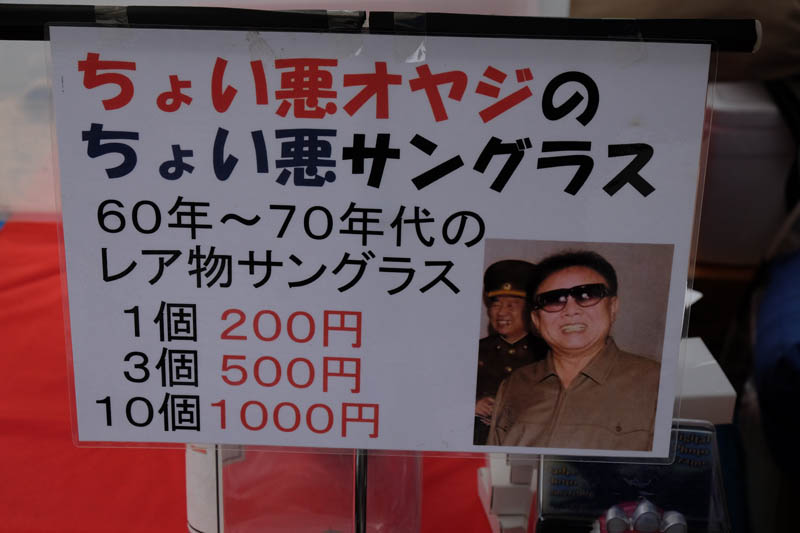 ちょい悪オヤジの
ちょい悪サングラス
60年~70年代の
レア物サングラス
1個 200円
3個 500円
10個 1000円